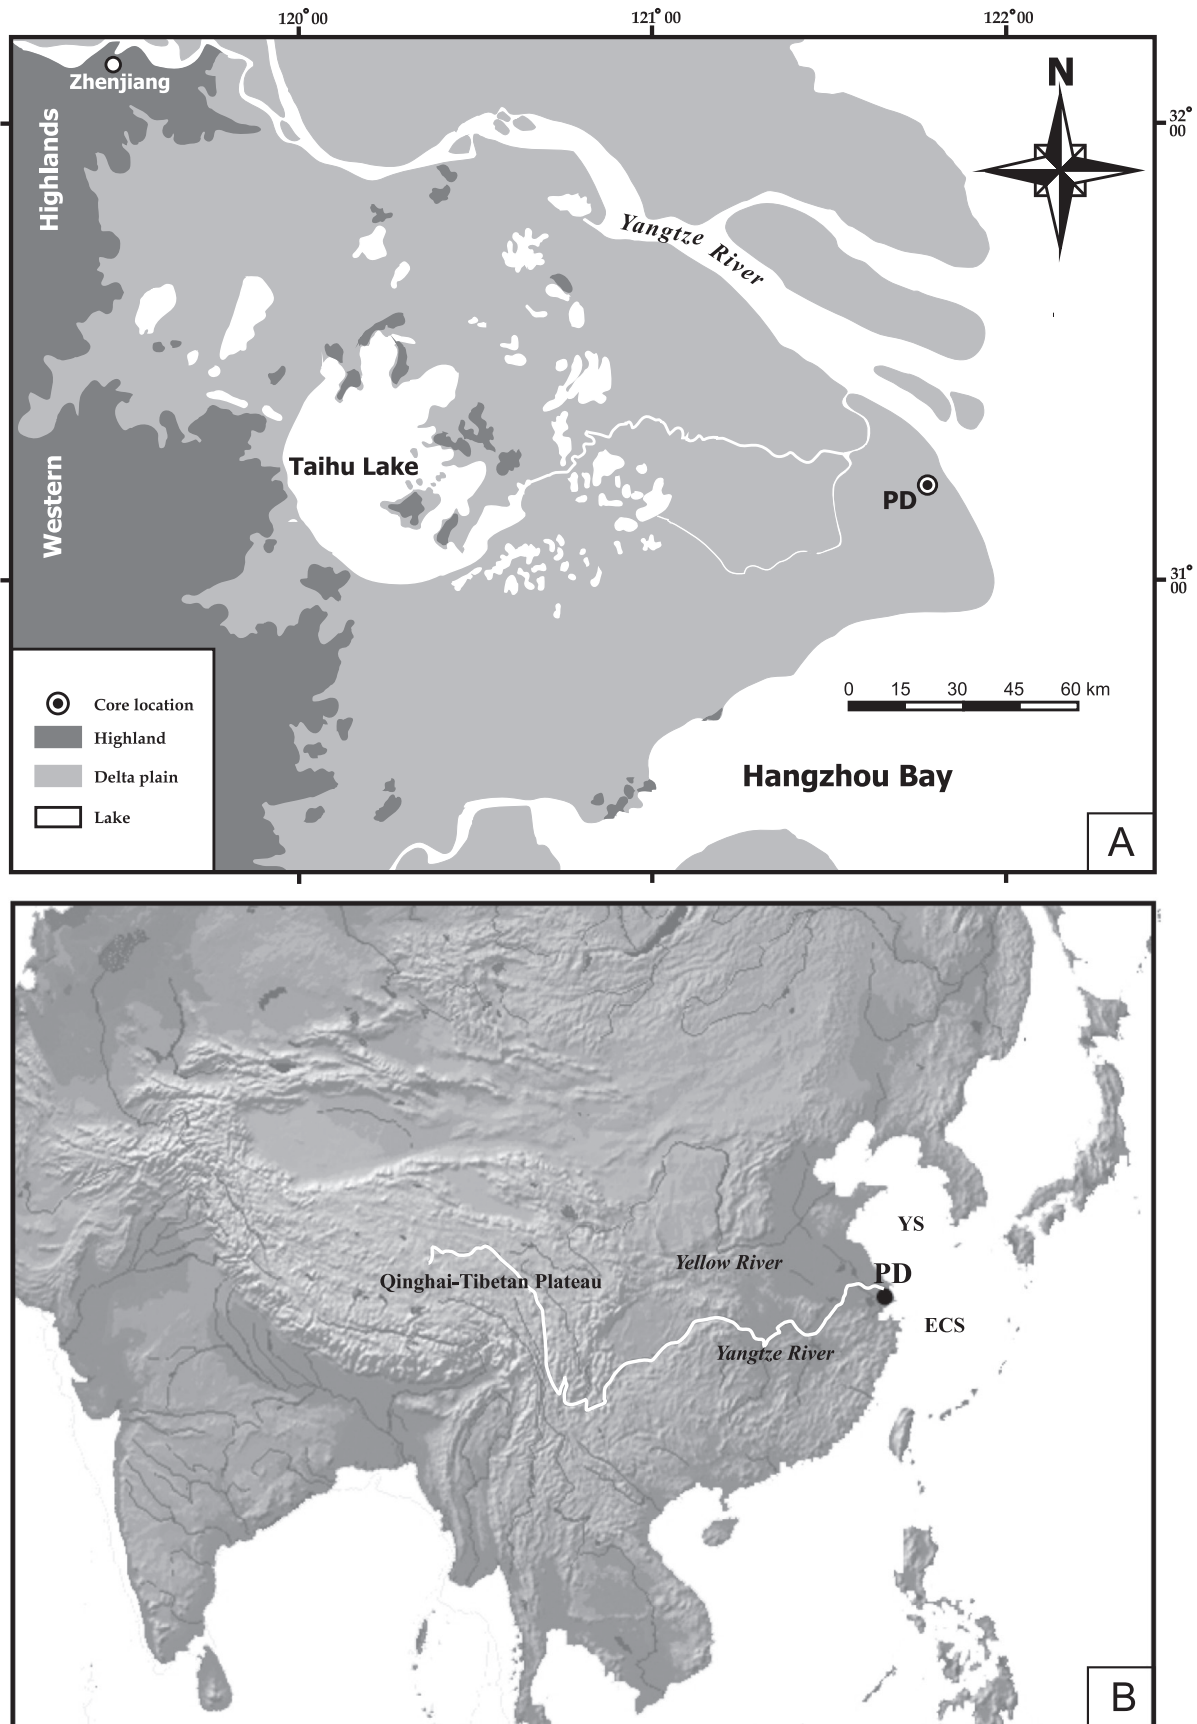 120°00
121°00
122°00
Zhenjiang
N
32°
00
Highlands
Yangtze River
Taihu Lake
Western
PD
31°
00
0 15 30 45 60 km
Core location
Highland
Delta plain
Lake
Hangzhou Bay
A
YS
Yellow River
PD
Qinghai-Tibetan Plateau
ECS
Yangtze River
B